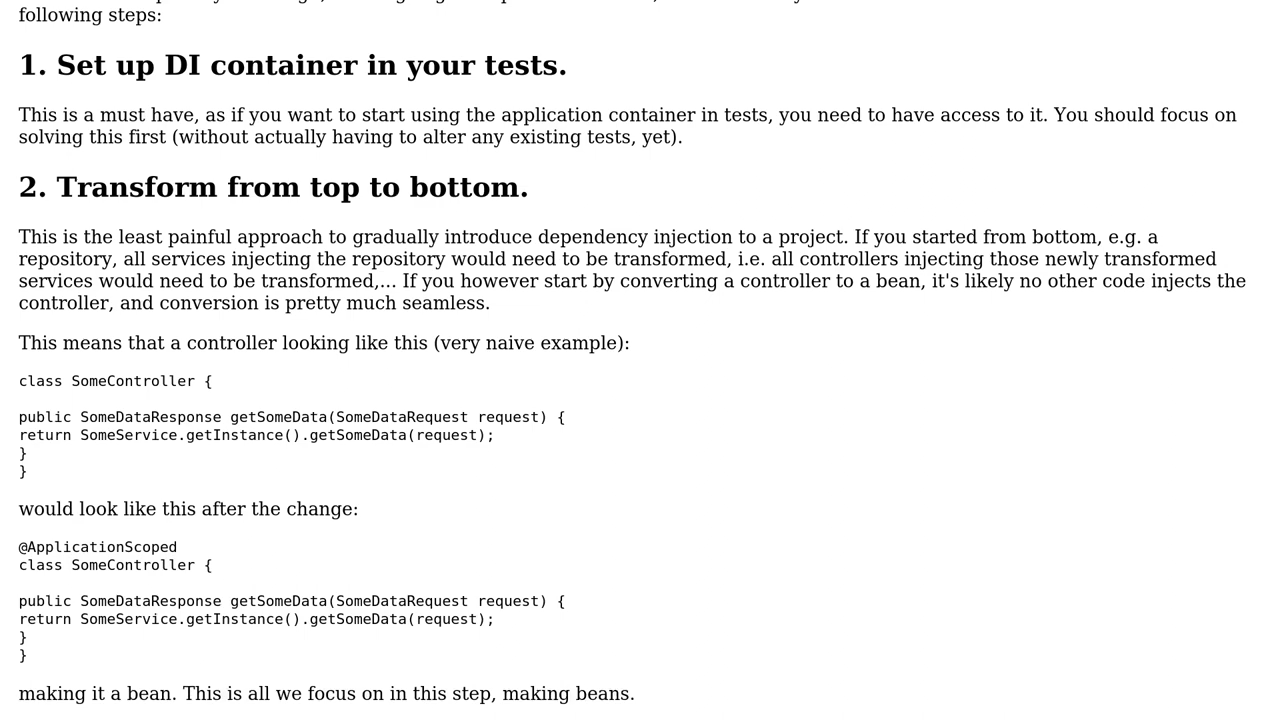 following steps:
1. Set up DI container in your tests.
This is a must have, as if you want to start using the application container in tests, you need to have access to it. You should focus on
solving this first (without actually having to alter any existing tests, yet).
2. Transform from top to bottom.
This is the least painful approach to gradually introduce dependency injection to a project. If you started from bottom, e.g. a
repository, all services injecting the repository would need to be transformed, i.e. all controllers injecting those newly transformed
services would need to be transformed,... If you however start by converting a controller to a bean, it's likely no other code injects the
controller, and conversion is pretty much seamless.
This means that a controller looking like this (very naive example):
class SomeController {
public SomeDataResponse getSomeData(SomeDataRequest request) {
return SomeService.getInstance().getSomeData(request);
}
}
would look like this after the change:
@ApplicationScoped
class SomeController {
public SomeDataResponse getSomeData(SomeDataRequest request) {
return SomeService.getInstance().getSomeData(request);
}
}
making it a bean. This is all we focus on in this step, making beans.